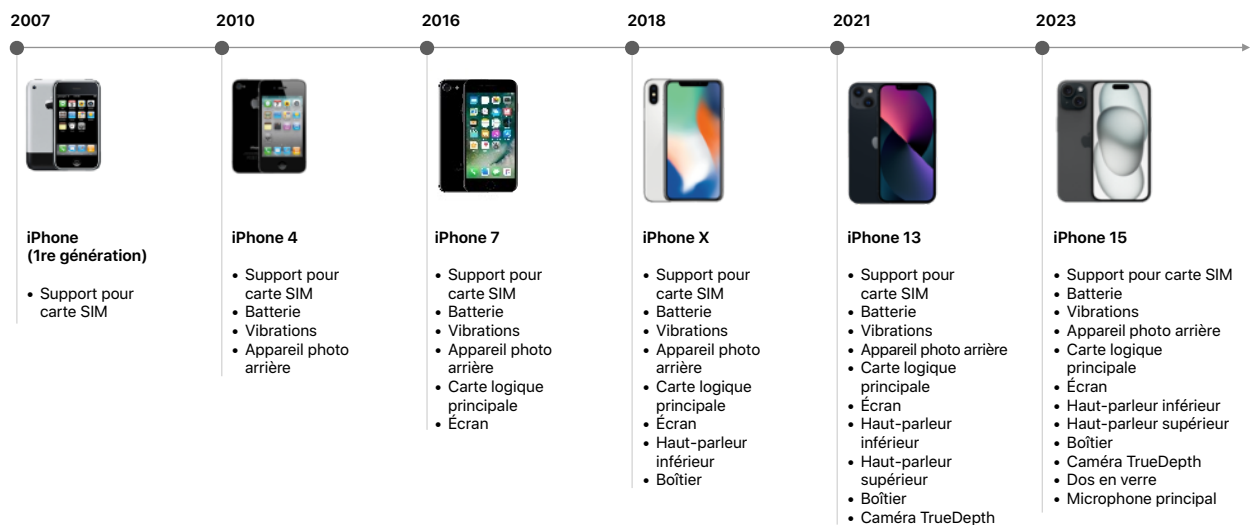 2007
2010
2016
2018
2021
2023
iPhone
(1re génération)
• Support pour
carte SIM
iPhone 4
• Support pour
carte SIM
• Batterie
• Vibrations
• Appareil photo
arrière
iPhone 7
• Support pour
carte SIM
• Batterie
• Vibrations
• Appareil photo
arrière
• Carte logique
principale
• Écran
iPhone X
• Support pour
carte SIM
• Batterie
• Vibrations
• Appareil photo
arrière
• Carte logique
principale
• Écran
• Haut-parleur
inférieur
• Boîtier
iPhone 13
• Support pour
carte SIM
• Batterie
• Vibrations
• Appareil photo arrière
• Carte logique
principale
• Écran
• Haut-parleur
inférieur
• Haut-parleur
supérieur
• Boîtier
• Caméra TrueDepth
iPhone 15
• Support pour carte SIM
• Batterie
• Vibrations
• Appareil photo arrière
• Carte logique
principale
• Écran
• Haut-parleur inférieur
• Haut-parleur supérieur
• Boîtier
• Caméra TrueDepth
• Dos en verre
• Microphone principal